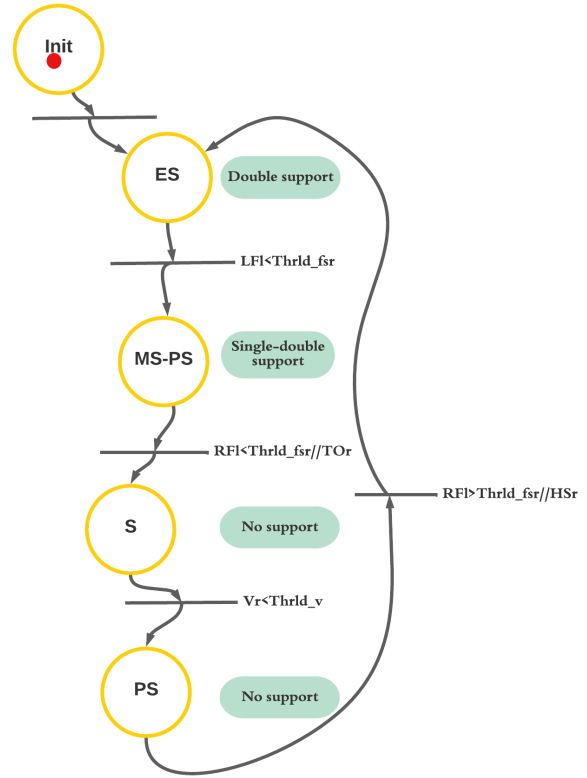 Init
ES
Double support
LFl<Thrld_fsr
MS-PS
Single-double
support
RFl<Thrld_fsr//TOr
S
No support
RFl>Thrld_fsr//HSr
Vr<Thrld_v
PS
No support